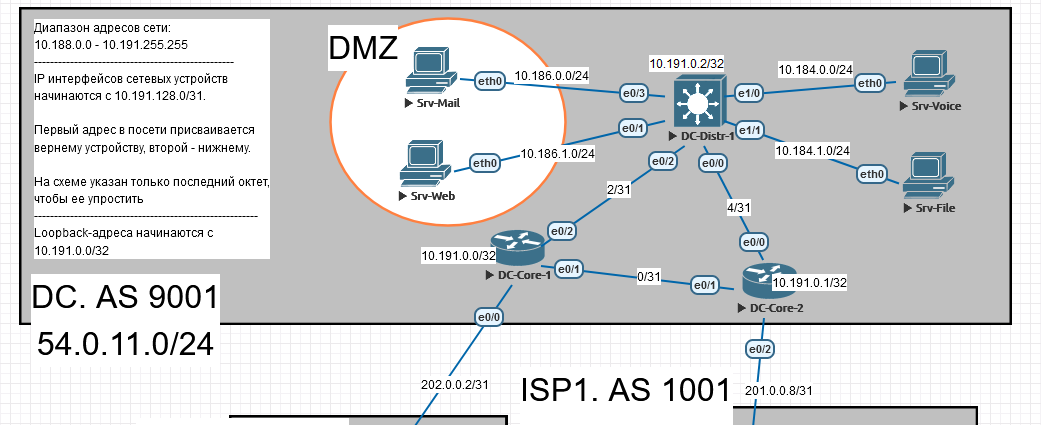 Диапазон адресов сети:
10.188.0.0 - 10.191.255.255
IP интерфейсов сетевых устройств
начинаются с 10.191.128.0/31.
Первый адрес в посети присваивается
вернему устройству, второй - нижнему.
На схеме указан только последний октет,
чтобы ее упростить
Loopback-адреса начинаются с
10.191.0.0/32
DC. AS 9001
54.0.11.0/24
DMZ
eth0
10.186.0.0/24
e0/3
Srv-Mail
eth0
10.186.1.0/24
e0/1
Srv-Web
10.191.0.2/32
DC-Distr-1
e1/0
10.184.0.0/24
eth0
Srv-Voice
e1/1
10.184.1.0/24
eth0
Srv-File
e0/2
e0/0
2/31
4/31
e0/2
e0/0
10.191.0.0/32
DC-Core-1
e0/1
0/31
e0/1
10.191.0.1/32
DC-Core-2
e0/0
e0/2
202.0.0.2/31
ISP1. AS 1001
201.0.0.8/31